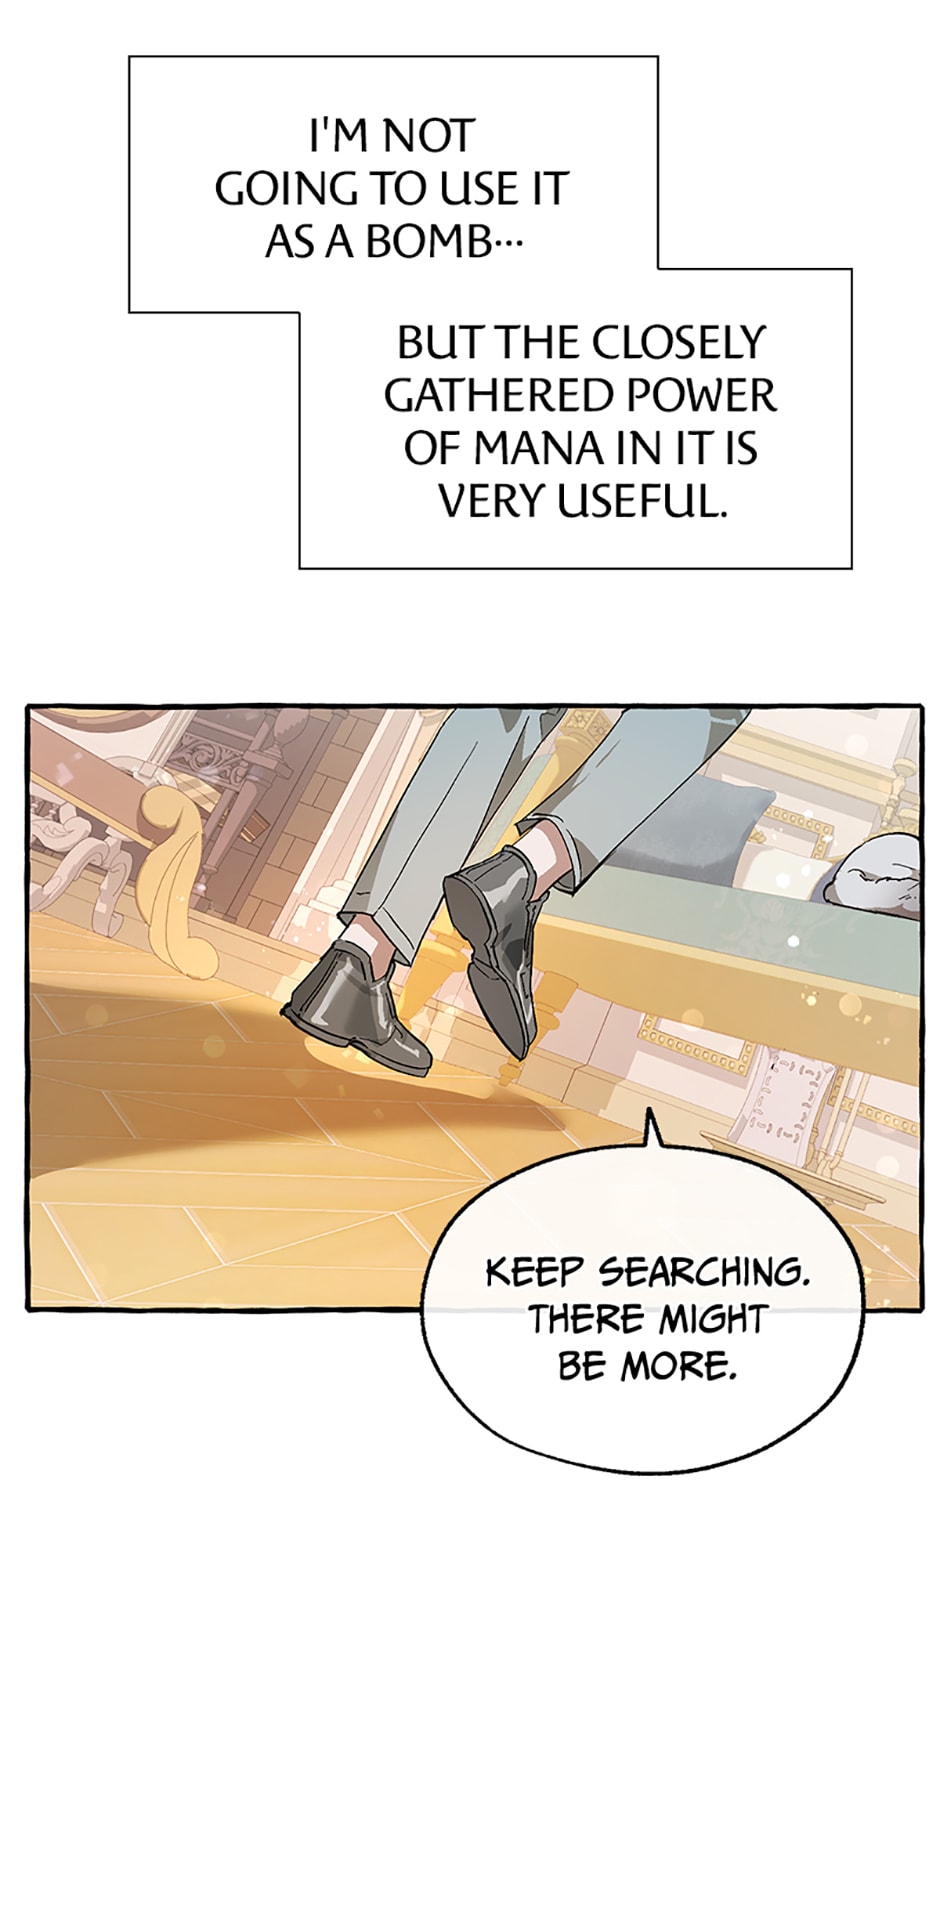 I'M NOT
GOING TO USE IT
AS A BOMB...
BUT THE CLOSELY
GATHERED POWER
OF MANA IN IT IS
VERY USEFUL.
KEEP SEARCHING.
THERE MIGHT
BE MORE.